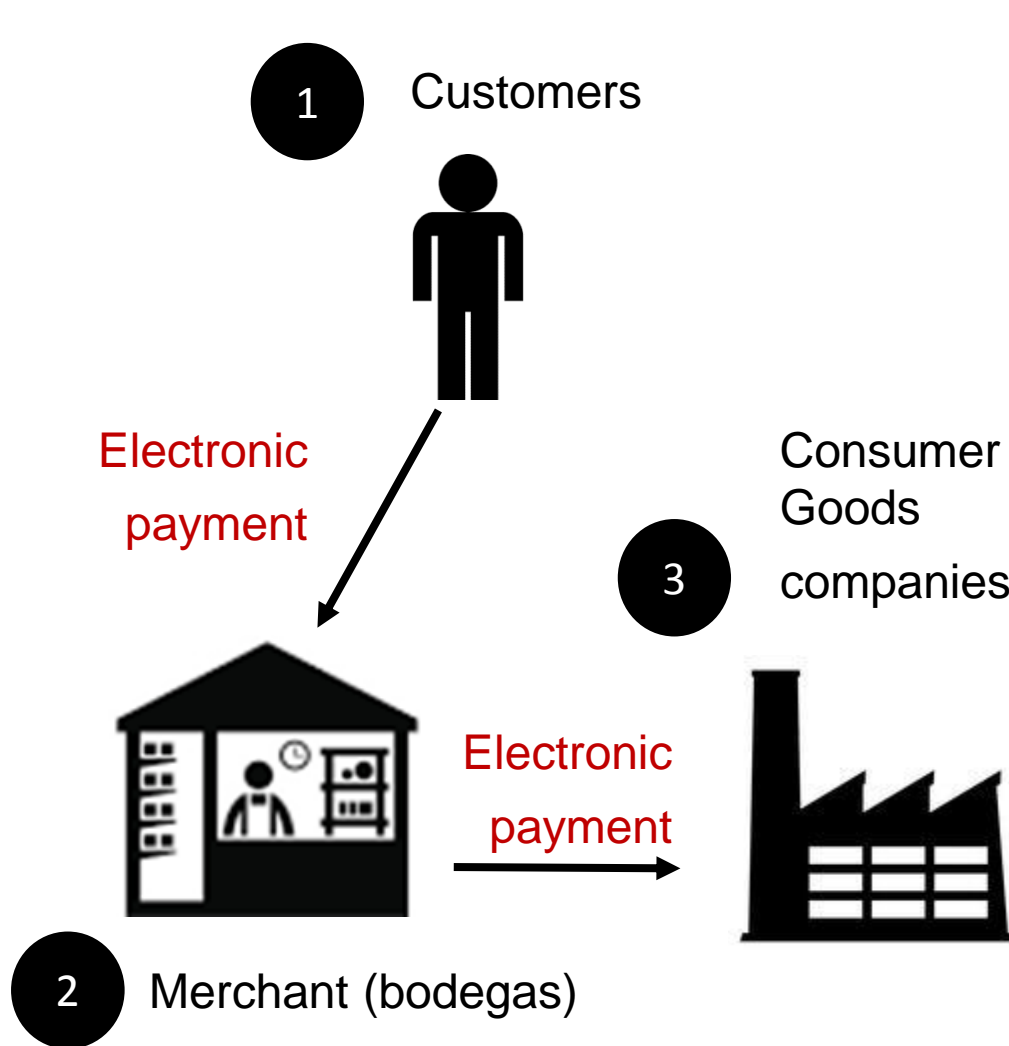 1
Customers
Electronic
payment
Consumer
Goods
companies
3
Electronic
payment
2
Merchant (bodegas)